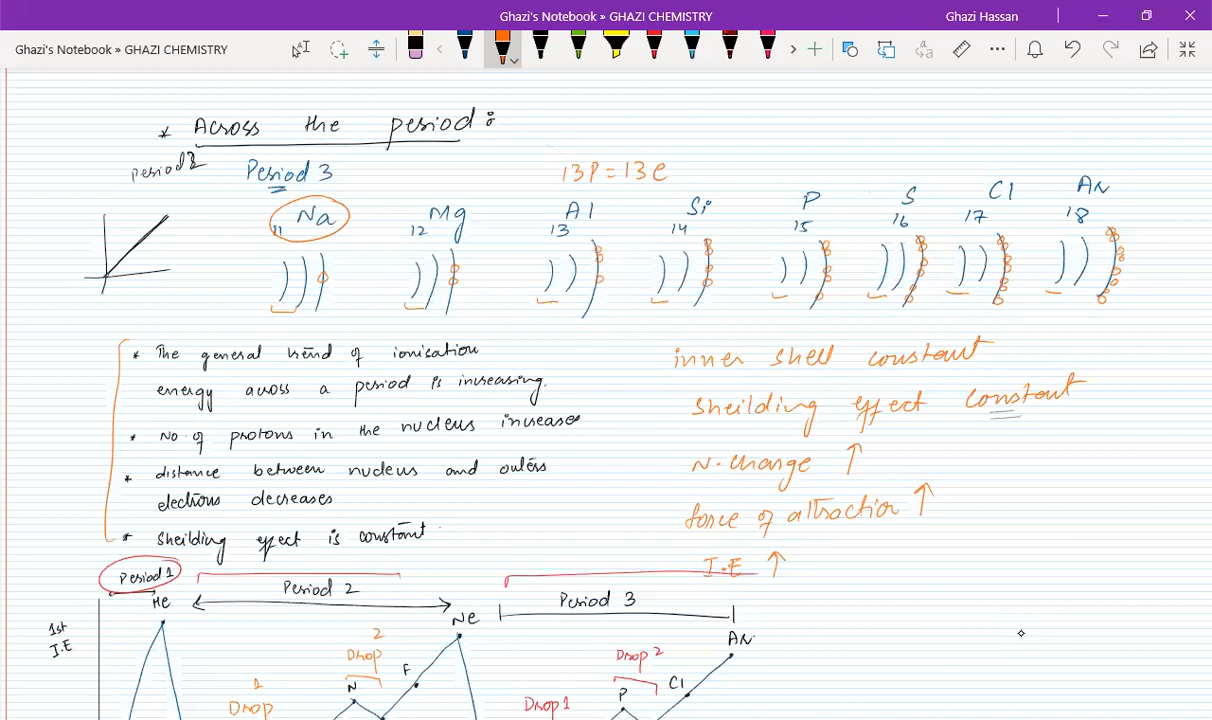 Ghazi's Notebook » GHAZI CHEMISTRY
Ghazi Hassan
Ghazi's Notebook » GHAZI CHEMISTRY
* Across the period:
Period 2
Period 3
13P = 13e
Na Mg Al Si P S Cl Ar
11 12 13 14 15 16 17 18
* The general trend of ionisation
energy across a period is increasing.
* No. of protons in the nucleus increases
* distance between nucleus and outers
electrons decreases
* Sheilding effect is constant
inner shell constant
Sheilding effect constant
N-charge ↑
force of attraction ↑
I.E ↑
Period 1
Period 2
Period 3
He
Ne
Ar
1st
I.E
2
Drop
Drop 2
N
F
P
Cl
1
Drop
Drop 1